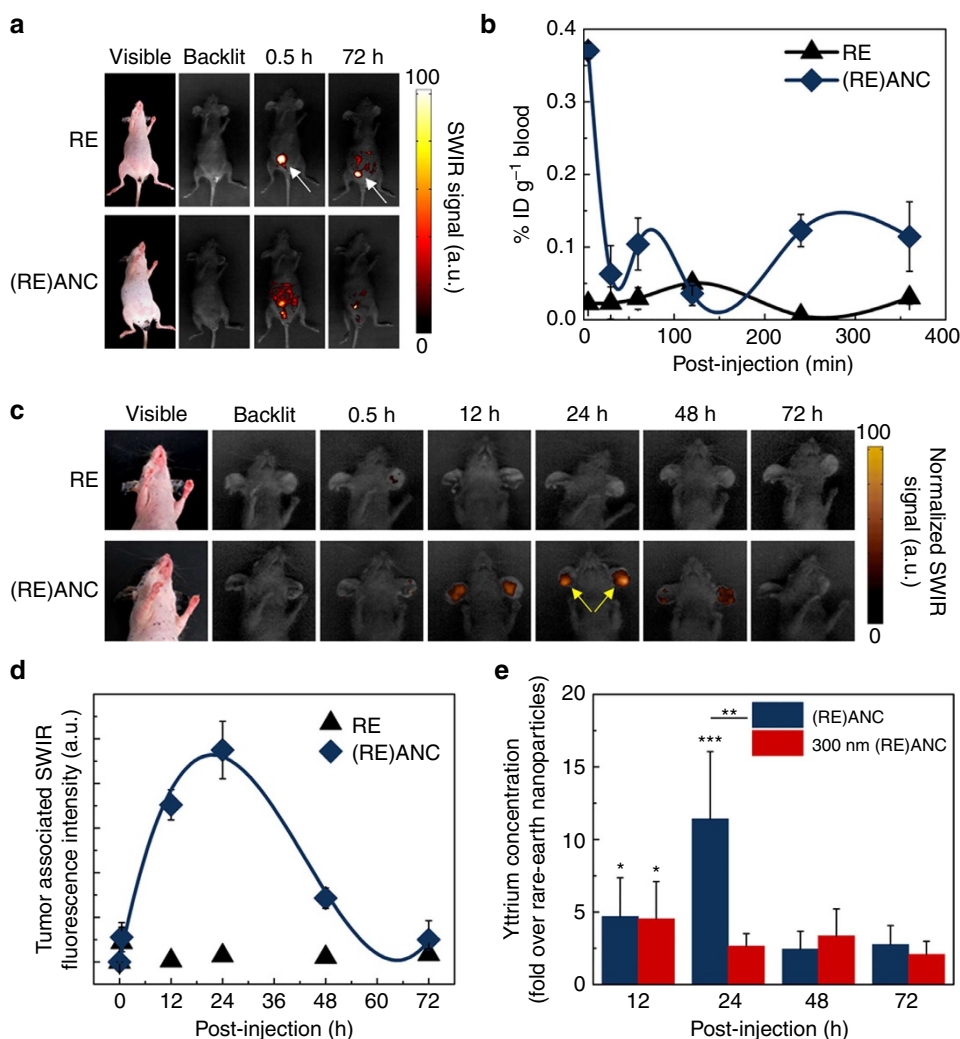 a
Visible Backlit 0.5 h 72 h
RE
(RE)ANC
100
0
SWIR signal (a.u.)
b
% ID g⁻¹ blood
0.4
0.3
0.2
0.1
0.0
RE
(RE)ANC
0 100 200 300 400
Post-injection (min)
c
Visible Backlit 0.5 h 12 h 24 h 48 h 72 h
RE
(RE)ANC
100
0
Normalized SWIR
signal (a.u.)
d
Tumor associated SWIR
fluorescence intensity (a.u.)
RE
(RE)ANC
0 12 24 36 48 60 72
Post-injection (h)
e
Yttrium concentration
(fold over rare-earth nanoparticles)
20
15
10
5
0
(RE)ANC
300 nm (RE)ANC
**
***
* *
12 24 48 72
Post-injection (h)